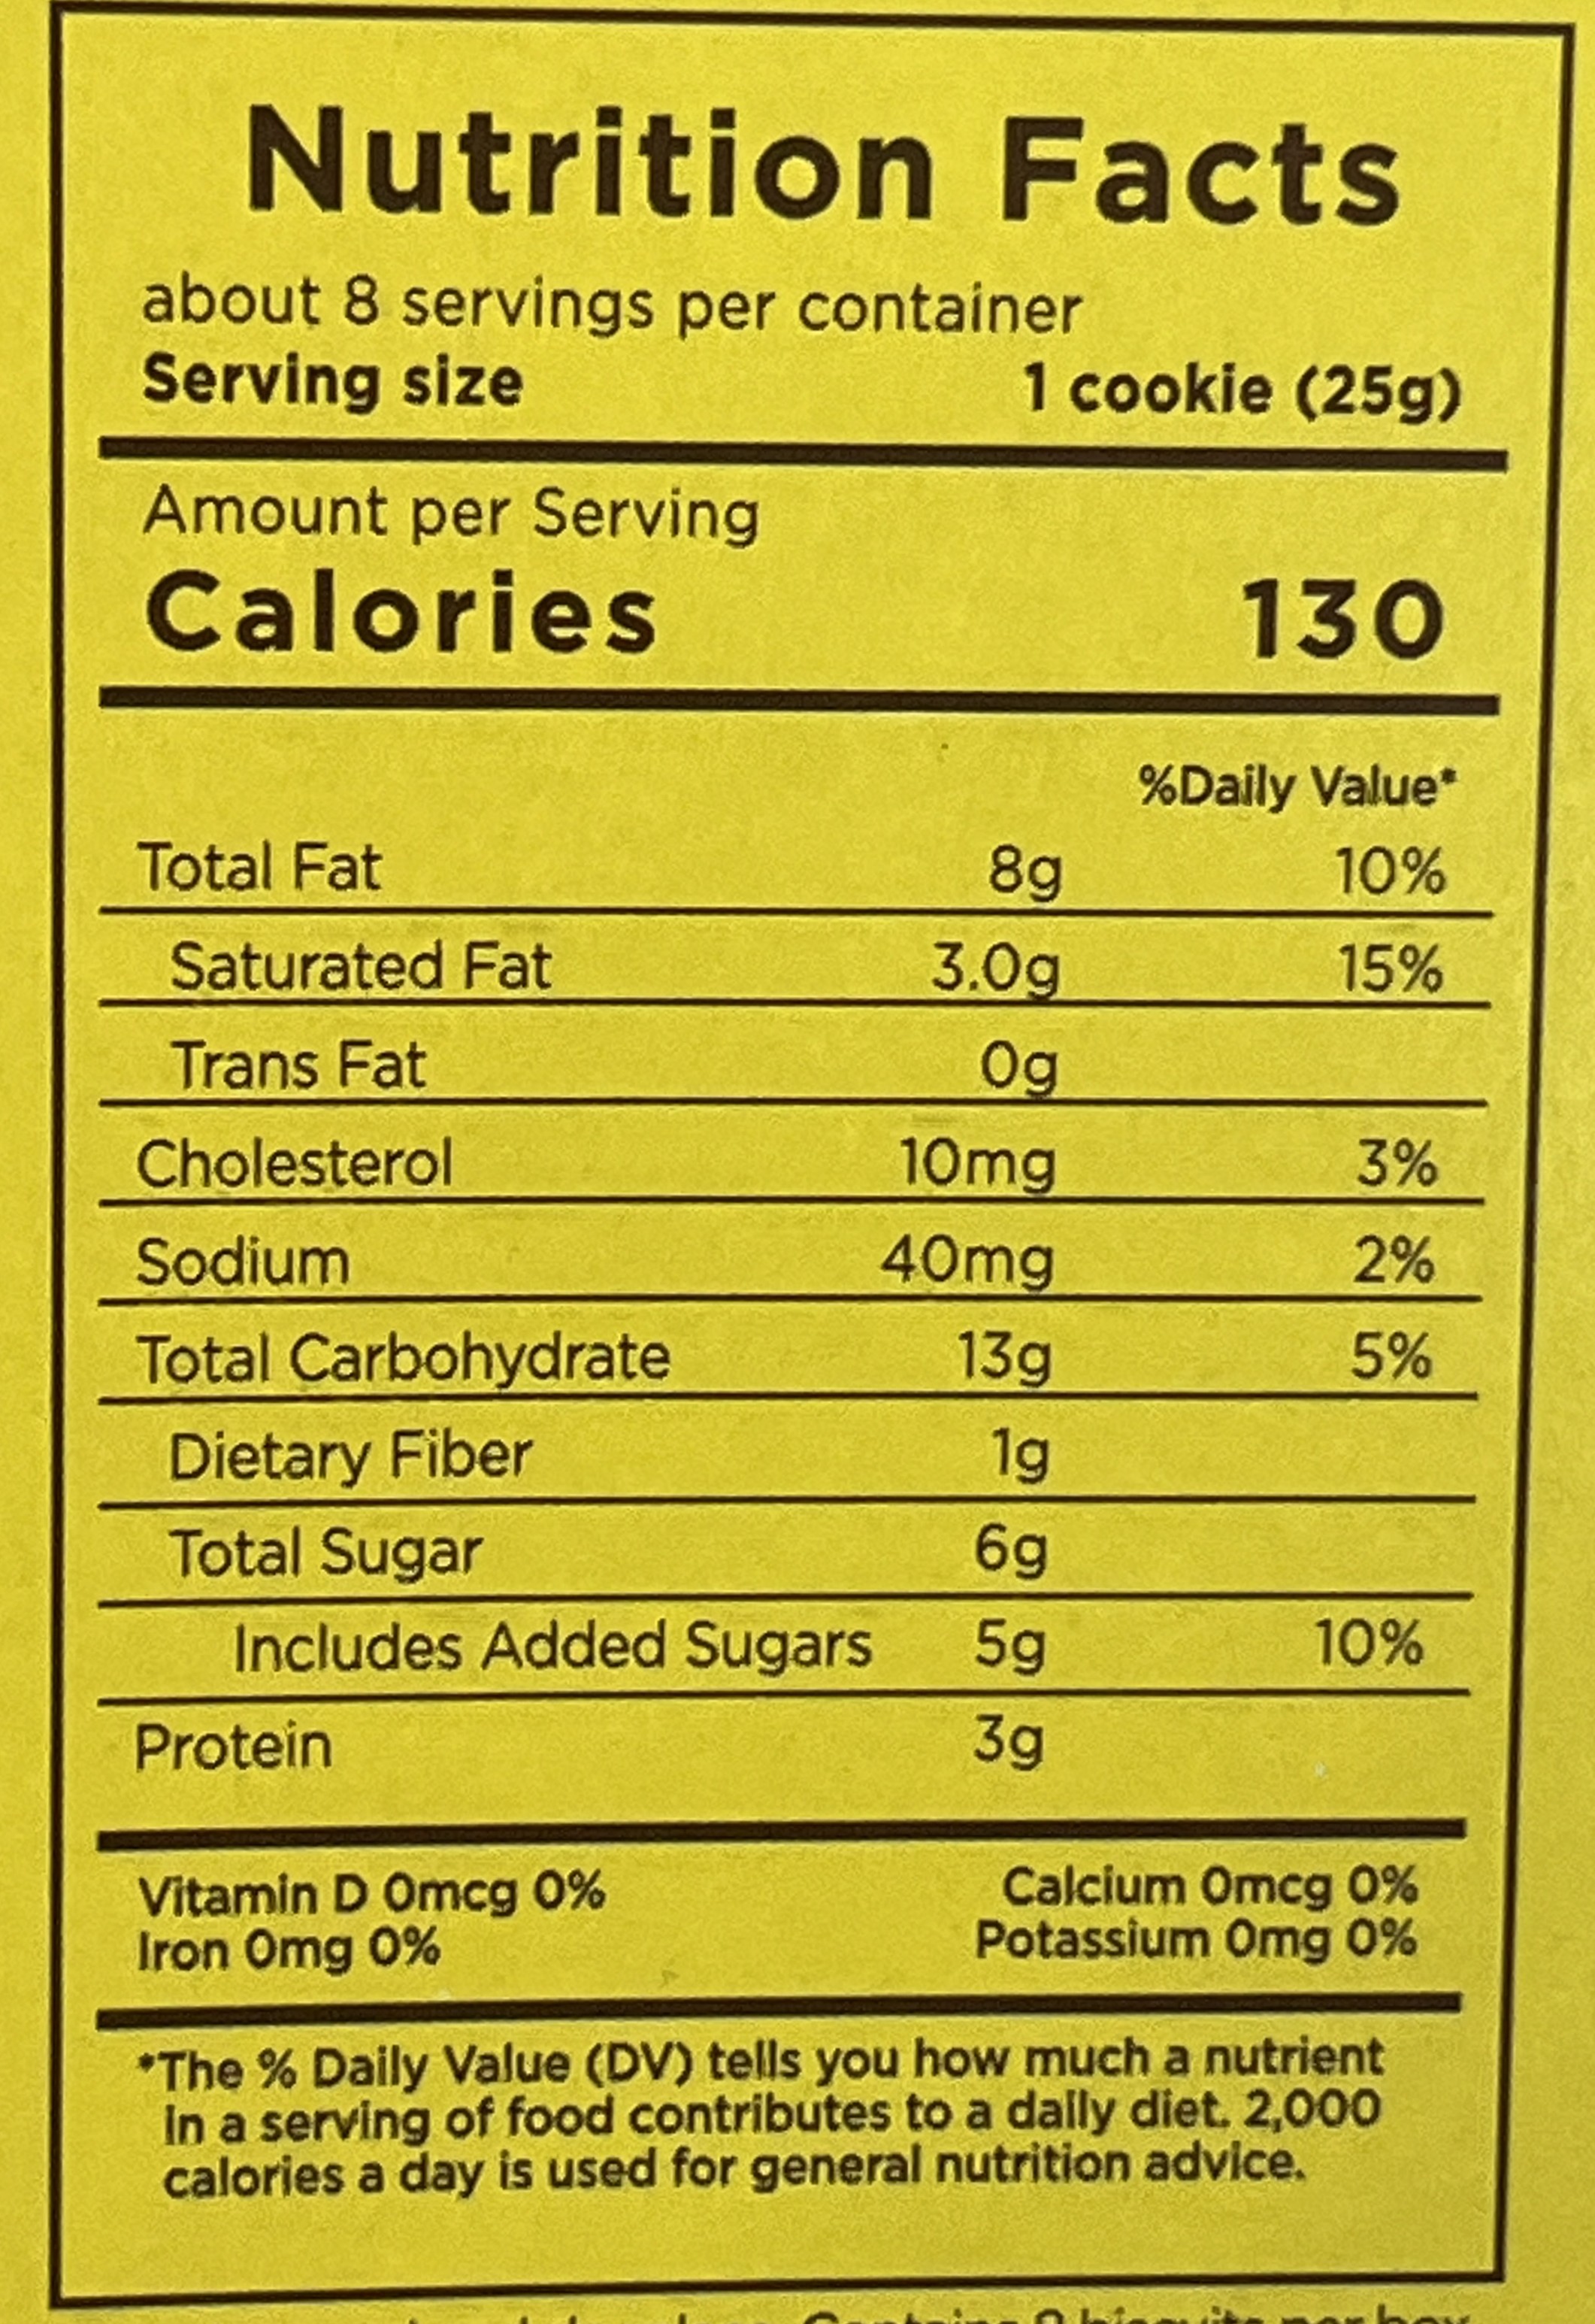 Nutrition Facts
about 8 servings per container
Serving size 1 cookie (25g)
Amount per Serving
Calories 130
%Daily Value*
Total Fat 8g 10%
Saturated Fat 3.0g 15%
Trans Fat 0g
Cholesterol 10mg 3%
Sodium 40mg 2%
Total Carbohydrate 13g 5%
Dietary Fiber 1g
Total Sugar 6g
Includes Added Sugars 5g 10%
Protein 3g
Vitamin D 0mcg 0% Calcium 0mcg 0%
Iron 0mg 0% Potassium 0mg 0%
*The % Daily Value (DV) tells you how much a nutrient
in a serving of food contributes to a daily diet. 2,000
calories a day is used for general nutrition advice.
biscuits per box